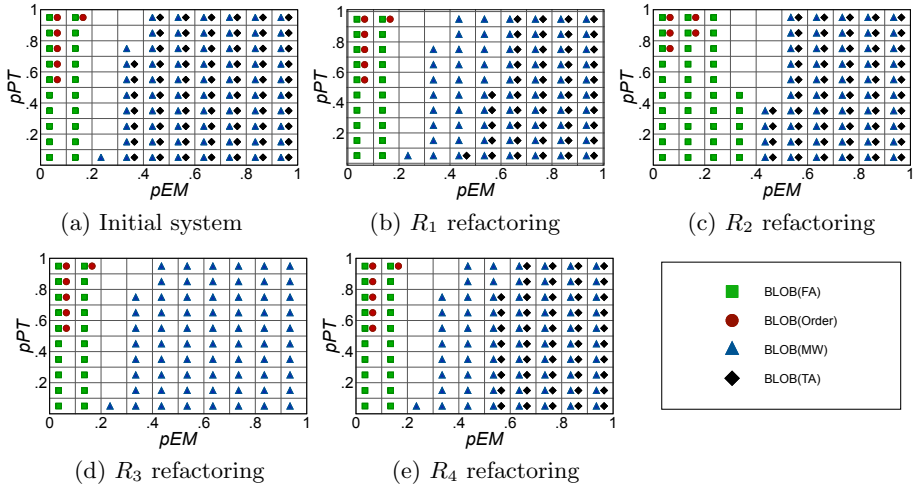 1
.8
.6
.4
.2
pPT
0 .2 .4 .6 .8 1
pEM
(a) Initial system
1
.8
.6
.4
.2
pPT
0 .2 .4 .6 .8 1
pEM
(b) R1 refactoring
1
.8
.6
.4
.2
pPT
0 .2 .4 .6 .8 1
pEM
(c) R2 refactoring
1
.8
.6
.4
.2
pPT
0 .2 .4 .6 .8 1
pEM
(d) R3 refactoring
1
.8
.6
.4
.2
pPT
0 .2 .4 .6 .8 1
pEM
(e) R4 refactoring
BLOB(FA)
BLOB(Order)
BLOB(MW)
BLOB(TA)